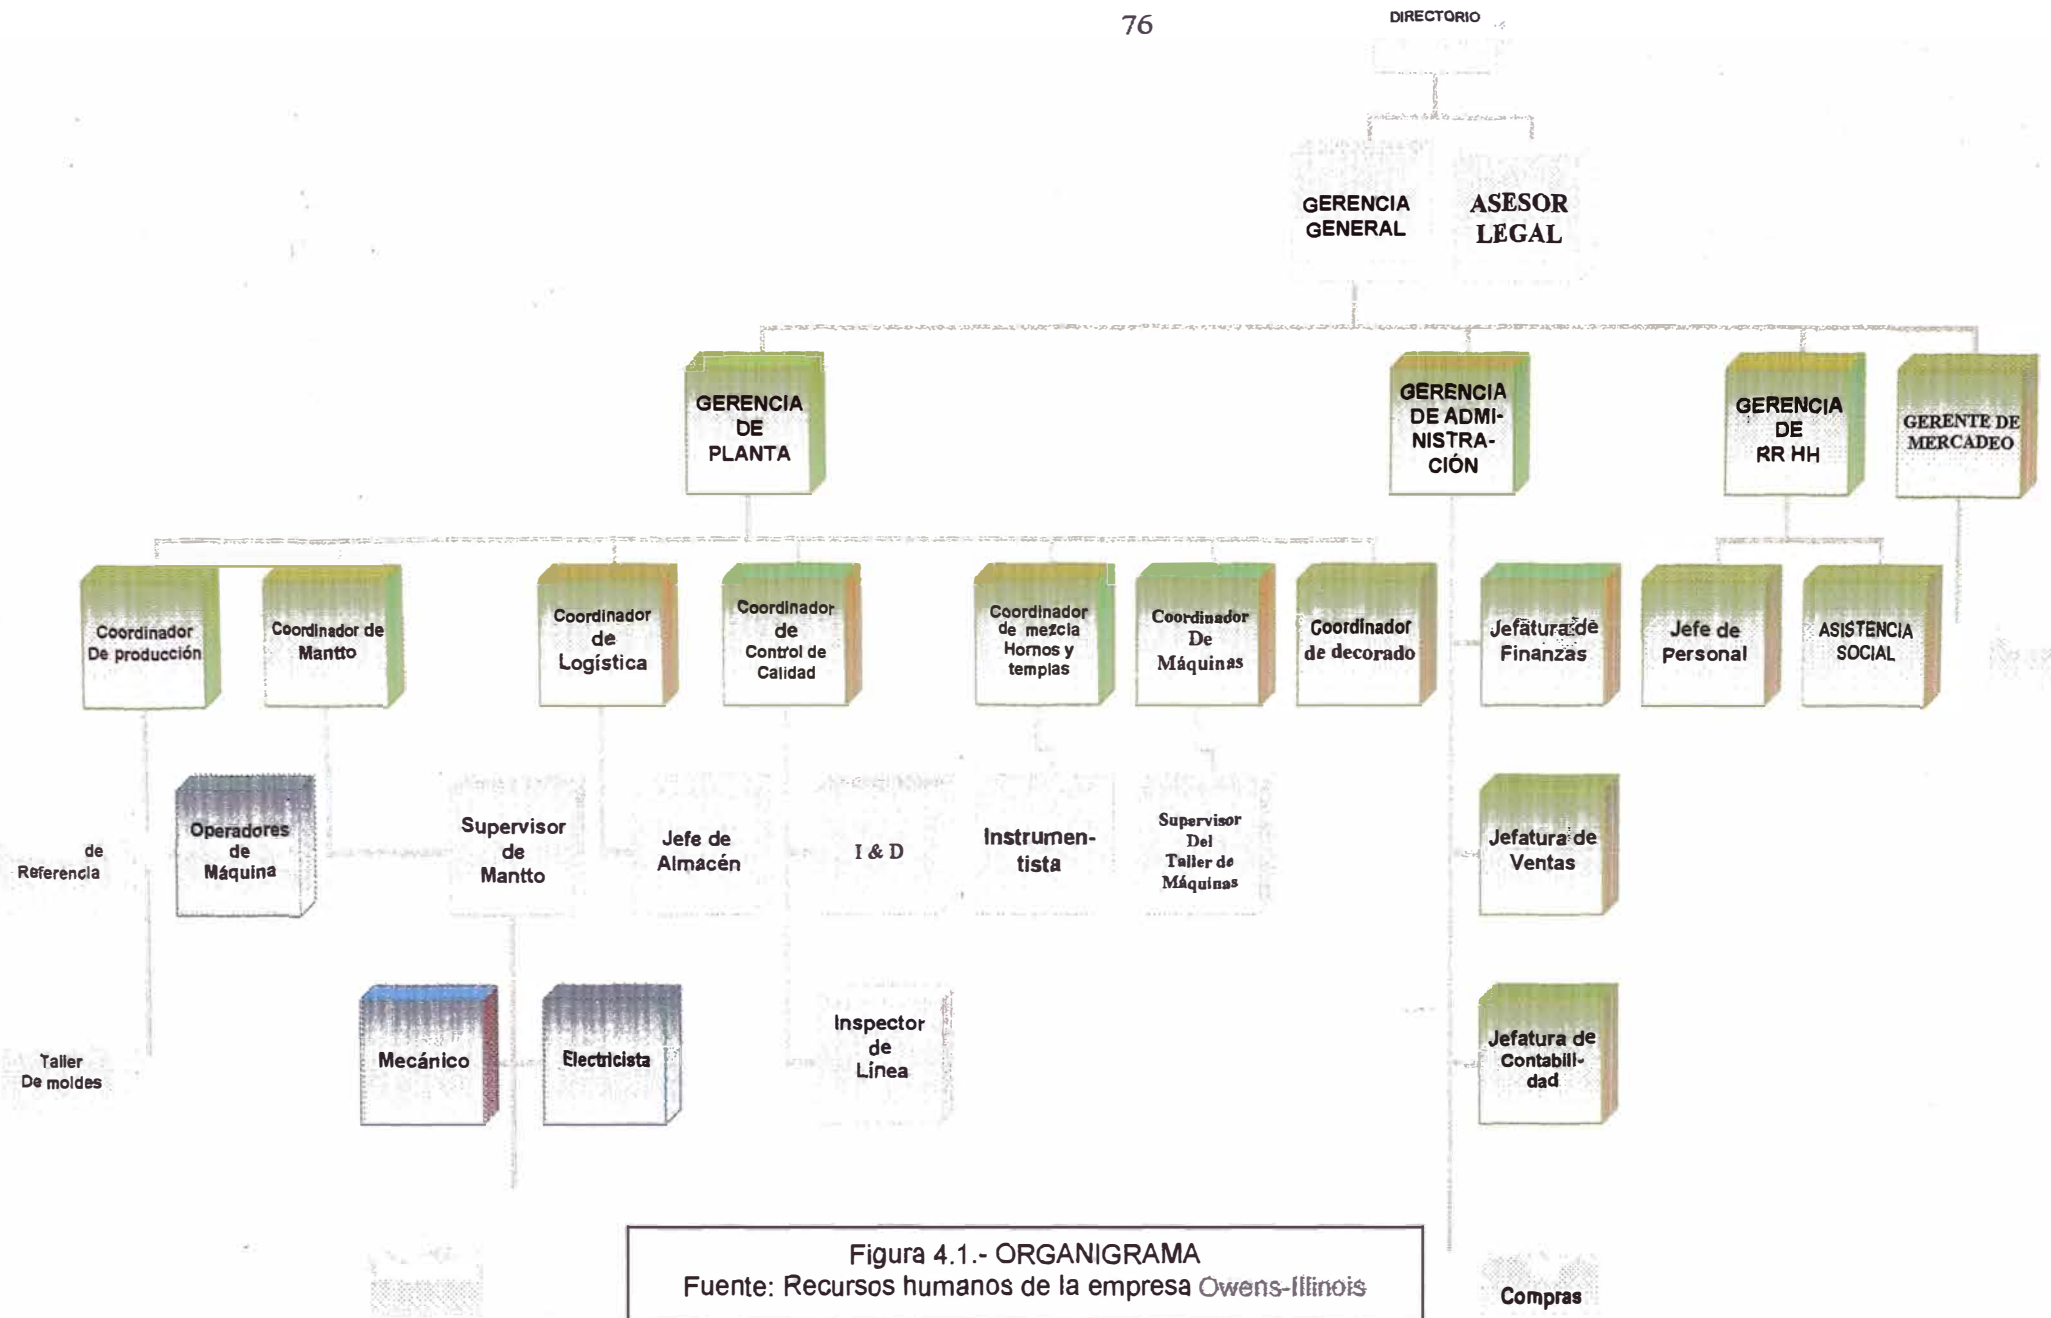 76
DIRECTORIO
GERENCIA
GENERAL
ASESOR
LEGAL
GERENCIA
DE
PLANTA
GERENCIA
DE ADMI-
NISTRA-
CIÓN
GERENCIA
DE
RR HH
GERENTE DE
MERCADEO
Coordinador
De producción
Coordinador de
Mantto
Coordinador
de
Logística
Coordinador
de
Control de
Calidad
Coordinador
de mezcla
Hornos y
templas
Coordinador
De
Máquinas
Coordinador
de decorado
Jefatura de
Finanzas
Jefe de
Personal
ASISTENCIA
SOCIAL
de
Referencia
Operadores
de
Máquina
Supervisor
de
Mantto
Jefe de
Almacén
I & D
Instrumen-
tista
Supervisor
Del
Taller de
Máquinas
Jefatura de
Ventas
Taller
De moldes
Mecánico
Electricista
Inspector
de
Línea
Jefatura de
Contabili-
dad
Figura 4.1.- ORGANIGRAMA
Fuente: Recursos humanos de la empresa Owens-Illinois
Compras